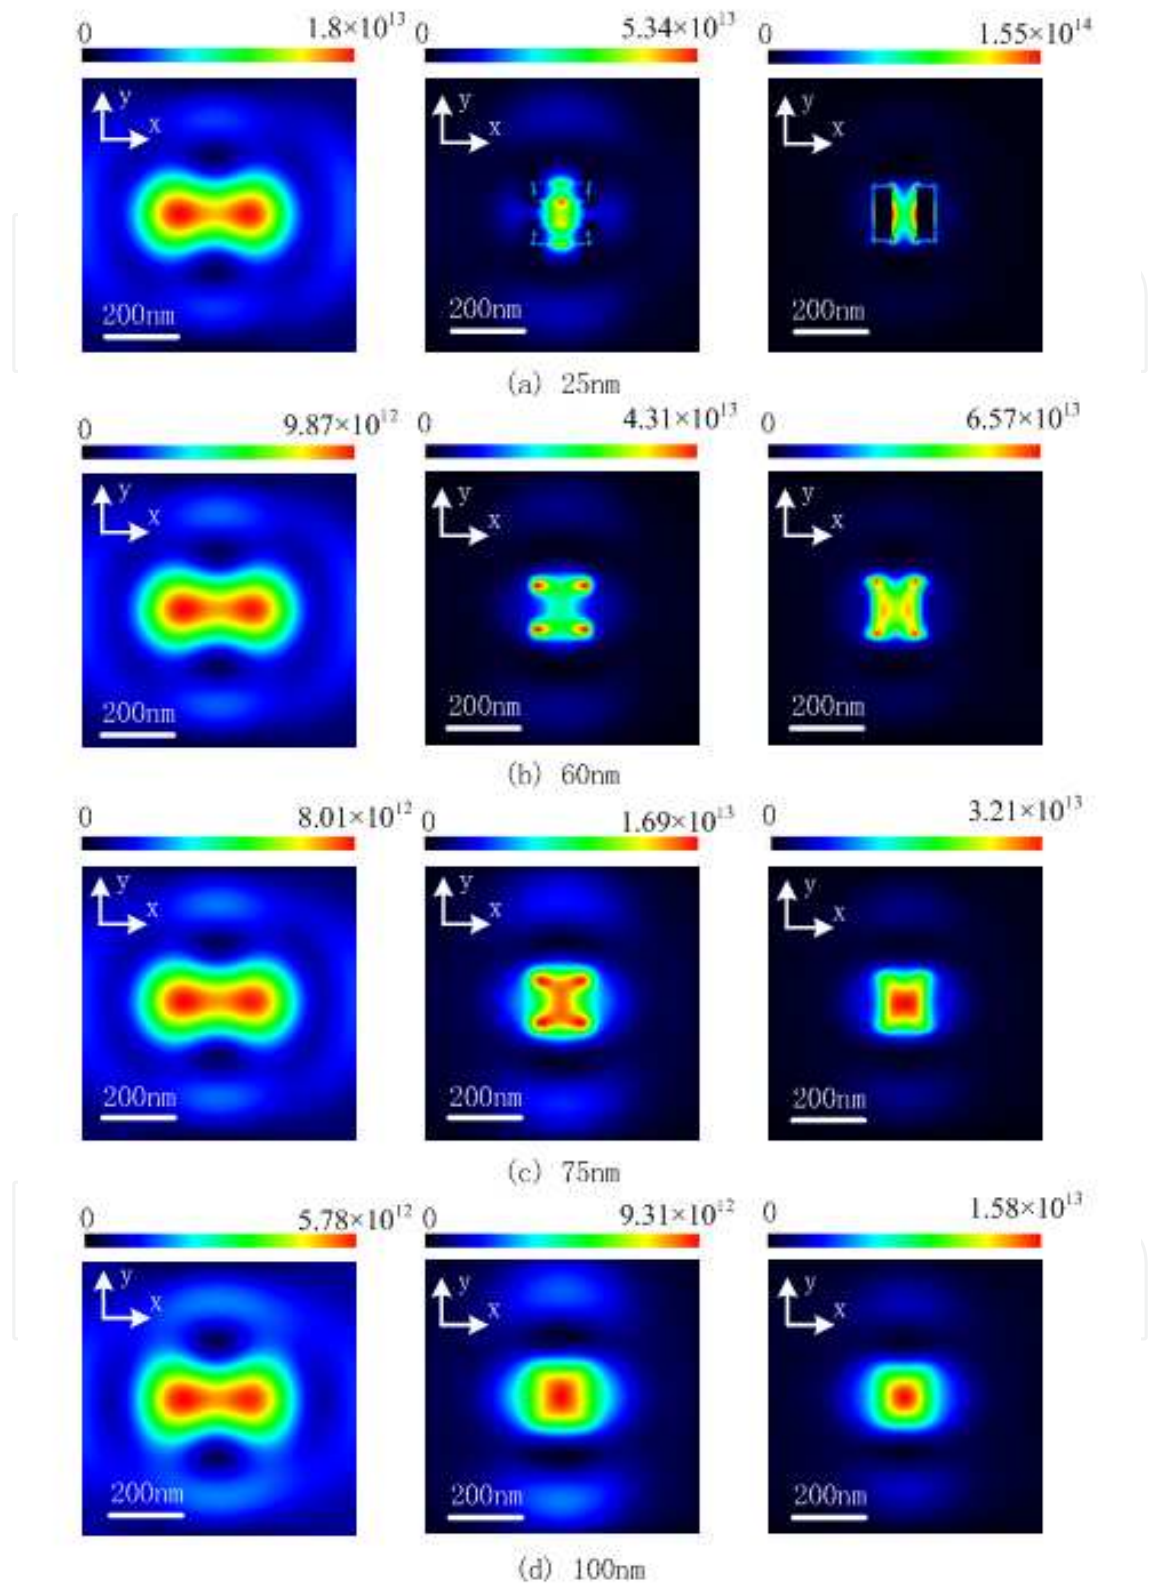 0 1.8×10¹³ 0 5.34×10¹³ 0 1.55×10¹⁴
y y y
x x x
200nm 200nm 200nm
(a) 25nm
0 9.87×10¹² 0 4.31×10¹³ 0 6.57×10¹³
y y y
x x x
200nm 200nm 200nm
(b) 60nm
0 8.01×10¹² 0 1.69×10¹³ 0 3.21×10¹³
y y y
x x x
200nm 200nm 200nm
(c) 75nm
0 5.78×10¹² 0 9.31×10¹² 0 1.58×10¹³
y y y
x x x
200nm 200nm 200nm
(d) 100nm